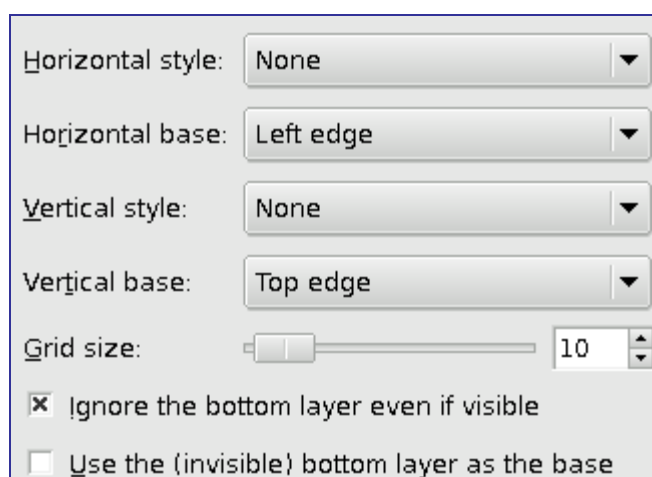 Horizontal style: None
Horizontal base: Left edge
Vertical style: None
Vertical base: Top edge
Grid size: 10
Ignore the bottom layer even if visible
Use the (invisible) bottom layer as the base